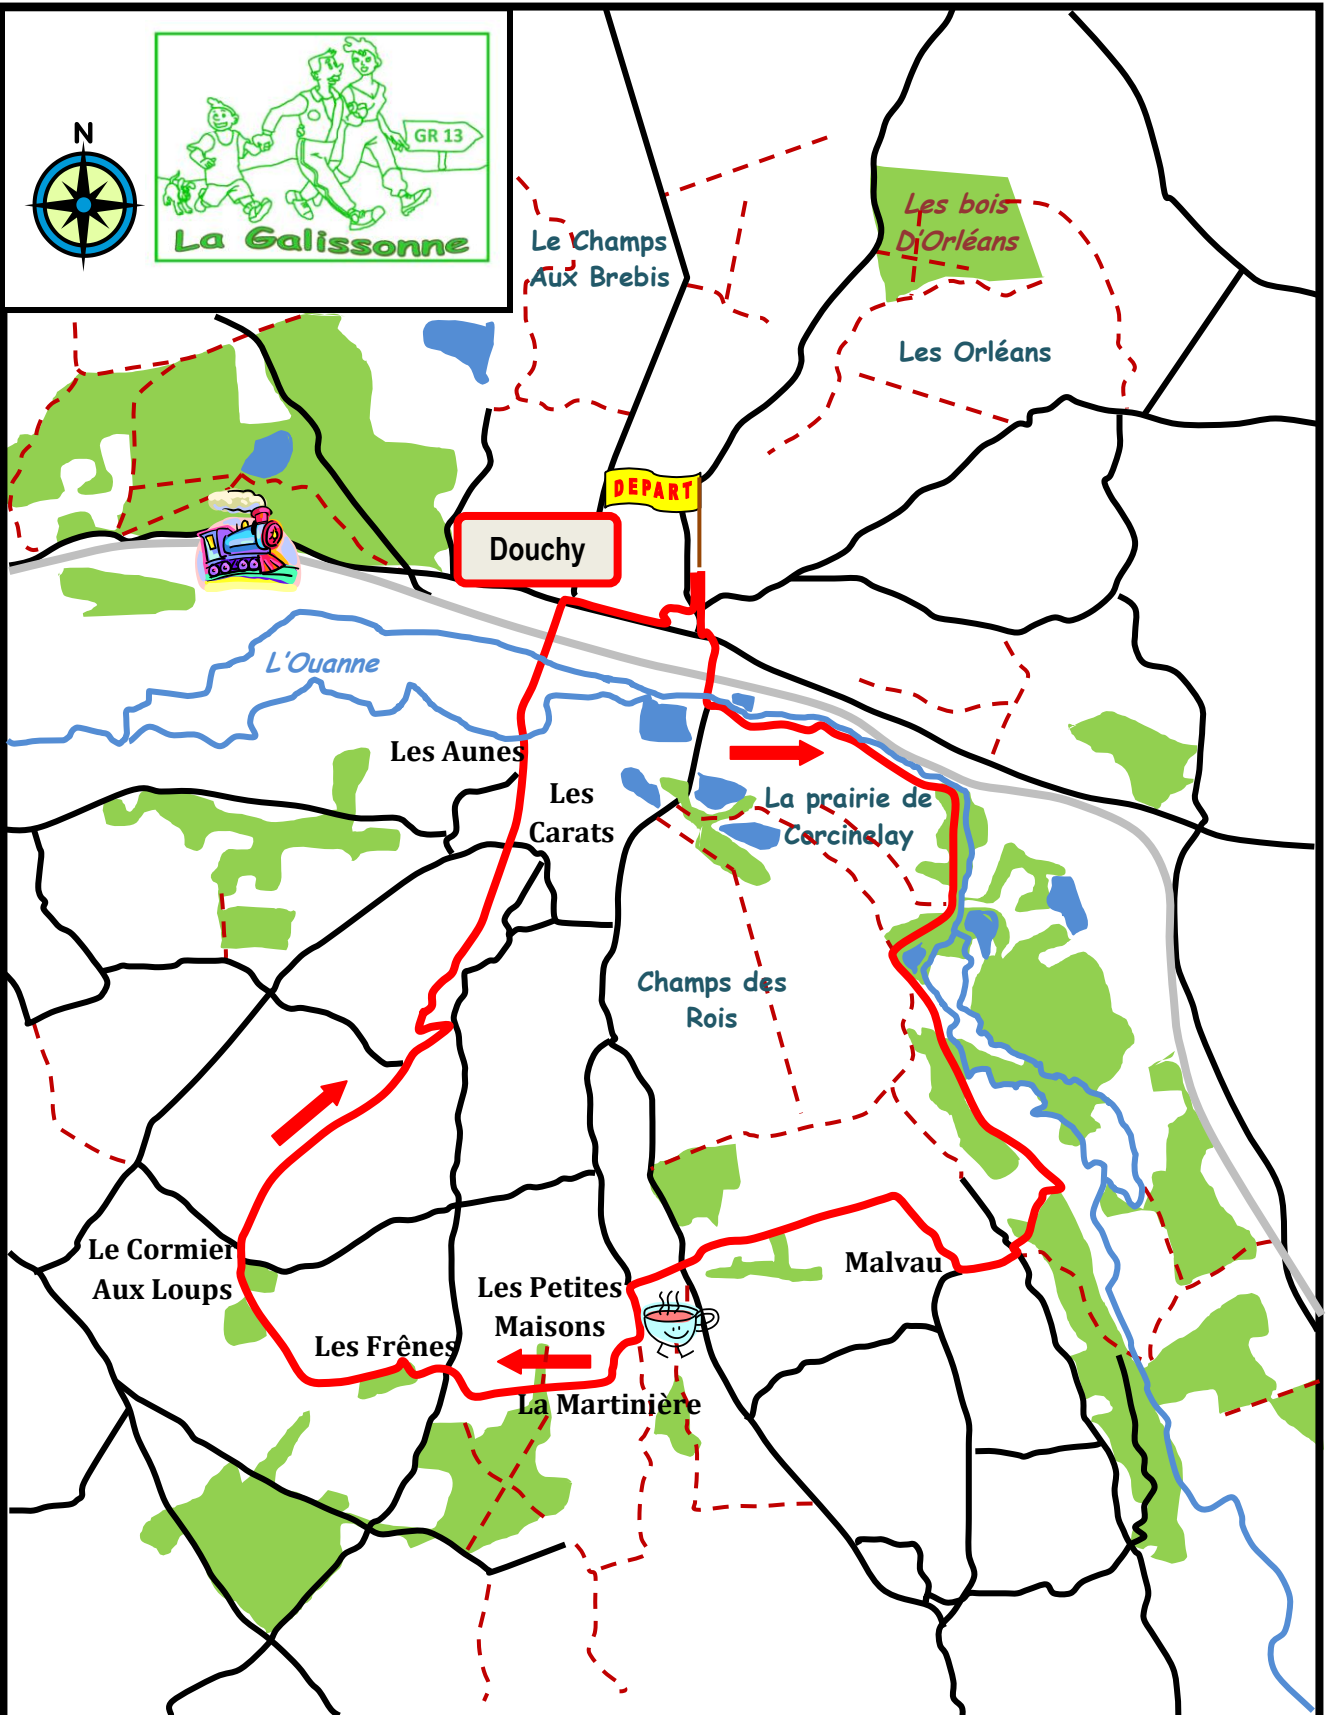 N
GR 13
La Galissonne
Le Champs
Aux Brebis
Les bois
D'Orléans
Les Orléans
DEPART
Douchy
L'Ouanne
Les Aunes
Les
Carats
La prairie de
Corcinelay
Champs des
Rois
Le Cormier
Aux Loups
Malvau
Les Petites
Maisons
Les Frênes
La Martinière